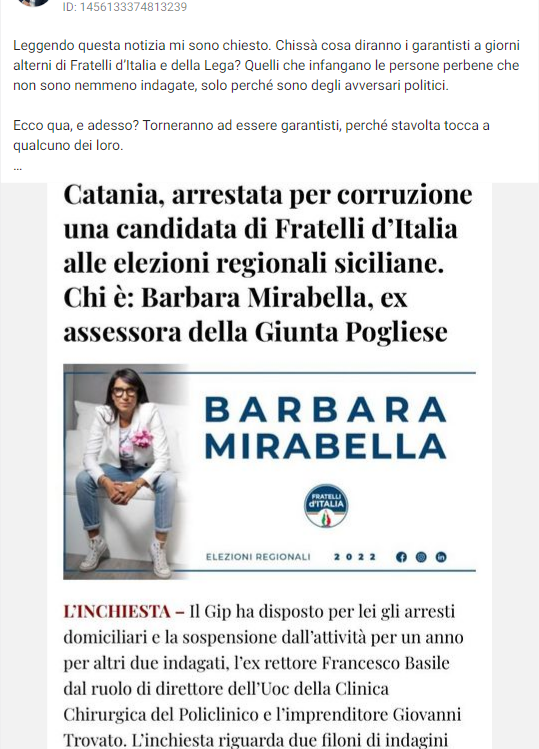 ID: 1456133374813239
Leggendo questa notizia mi sono chiesto. Chissà cosa diranno i garantisti a giorni
alterni di Fratelli d'Italia e della Lega? Quelli che infangano le persone perbene che
non sono nemmeno indagate, solo perché sono degli avversari politici.
Ecco qua, e adesso? Torneranno ad essere garantisti, perché stavolta tocca a
qualcuno dei loro.
...
Catania, arrestata per corruzione
una candidata di Fratelli d'Italia
alle elezioni regionali siciliane.
Chi è: Barbara Mirabella, ex
assessora della Giunta Pogliese
BARBARA
MIRABELLA
FRATELLI
d'ITALIA
ELEZIONI REGIONALI 2022
L'INCHIESTA – Il Gip ha disposto per lei gli arresti
domiciliari e la sospensione dall'attività per un anno
per altri due indagati, l'ex rettore Francesco Basile
dal ruolo di direttore dell'Uoc della Clinica
Chirurgica del Policlinico e l'imprenditore Giovanni
Trovato. L'inchiesta riguarda due filoni di indagini